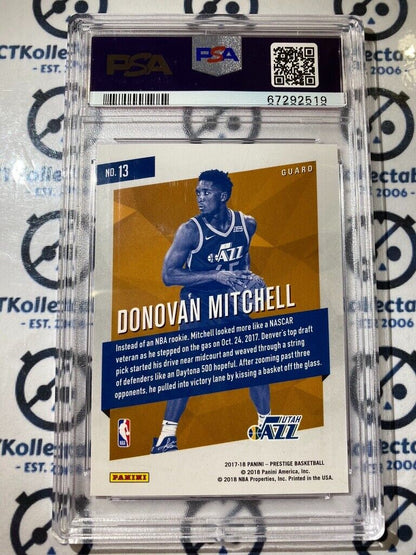 CTKollectables
EST. 2006
PSA
PSA
67292519
NO. 13
GUARD
JAZZ
DONOVAN MITCHELL
Instead of an NBA rookie, Mitchell looked more like a NASCAR
veteran as he stepped on the gas on Oct. 24, 2017. Denver's top draft
pick started his drive near midcourt and weaved through a string
of defenders like an Daytona 500 hopeful. After zooming past three
opponents, he pulled into victory lane by kissing a basket off the glass.
NBA
UTAH
JAZZ
PANINI
2017-18 PANINI – PRESTIGE BASKETBALL
© 2018 Panini America, Inc.
© 2018 NBA Properties, Inc. Printed in the USA.